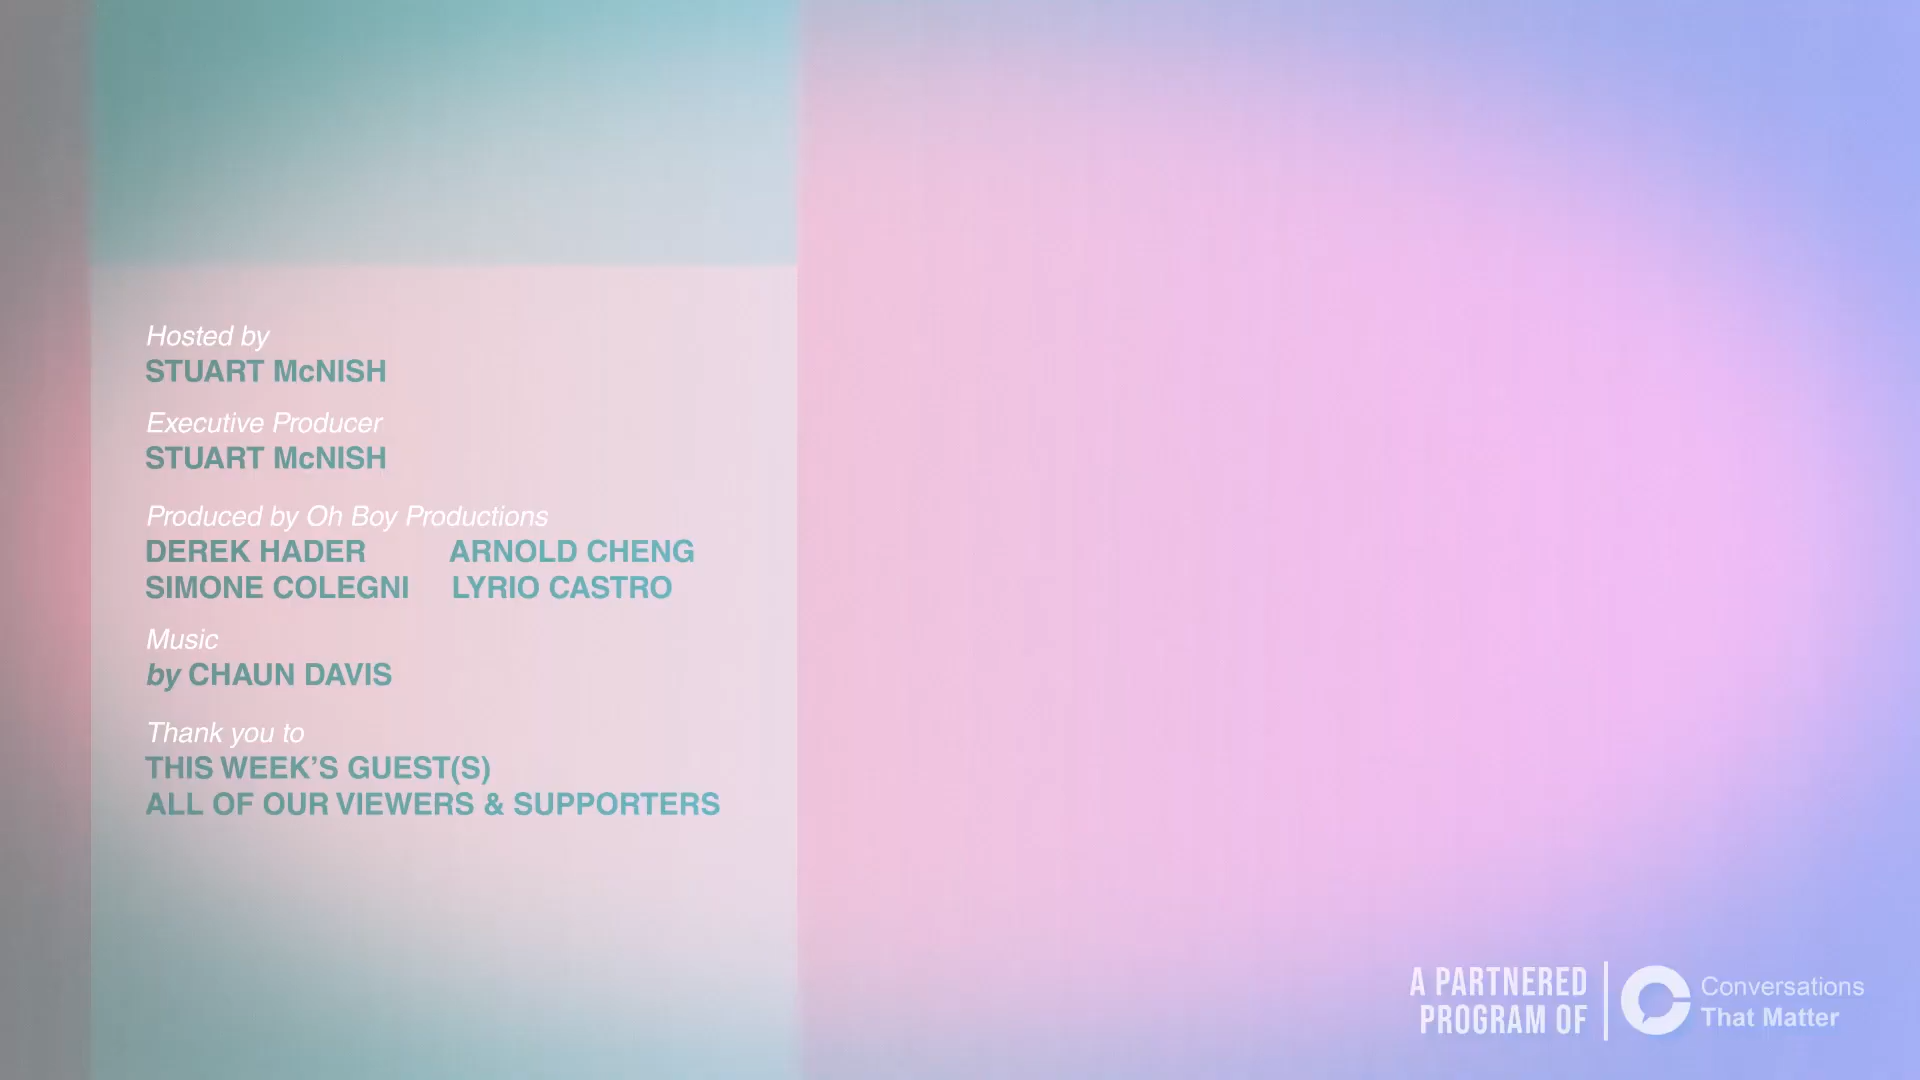 Hosted by
STUART McNISH
Executive Producer
STUART McNISH
Produced by Oh Boy Productions
DEREK HADER ARNOLD CHENG
SIMONE COLEGNI LYRIO CASTRO
Music
by CHAUN DAVIS
Thank you to
THIS WEEK’S GUEST(S)
ALL OF OUR VIEWERS & SUPPORTERS
A PARTNERED
PROGRAM OF
Conversations
That Matter